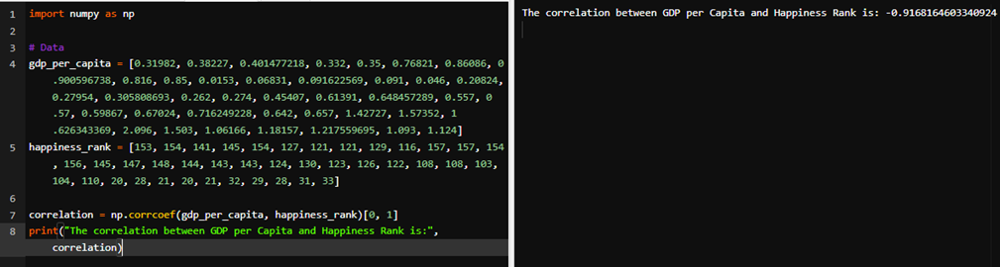 1 import numpy as np
2
3 # Data
4 gdp_per_capita = [0.31982, 0.38227, 0.401477218, 0.332, 0.35, 0.76821, 0.86086, 0
.900596738, 0.816, 0.85, 0.0153, 0.06831, 0.091622569, 0.091, 0.046, 0.20824,
0.27954, 0.305808693, 0.262, 0.274, 0.45407, 0.61391, 0.648457289, 0.557, 0
.57, 0.59867, 0.67024, 0.716249228, 0.642, 0.657, 1.42727, 1.57352, 1
.626343369, 2.096, 1.503, 1.06166, 1.18157, 1.217559695, 1.093, 1.124]
5 happiness_rank = [153, 154, 141, 145, 154, 127, 121, 121, 129, 116, 157, 157, 154
, 156, 145, 147, 148, 144, 143, 143, 124, 130, 123, 126, 122, 108, 108, 103,
104, 110, 20, 28, 21, 20, 21, 32, 29, 28, 31, 33]
6
7 correlation = np.corrcoef(gdp_per_capita, happiness_rank)[0, 1]
8 print("The correlation between GDP per Capita and Happiness Rank is:",
correlation)
The correlation between GDP per Capita and Happiness Rank is: -0.9168164603340924